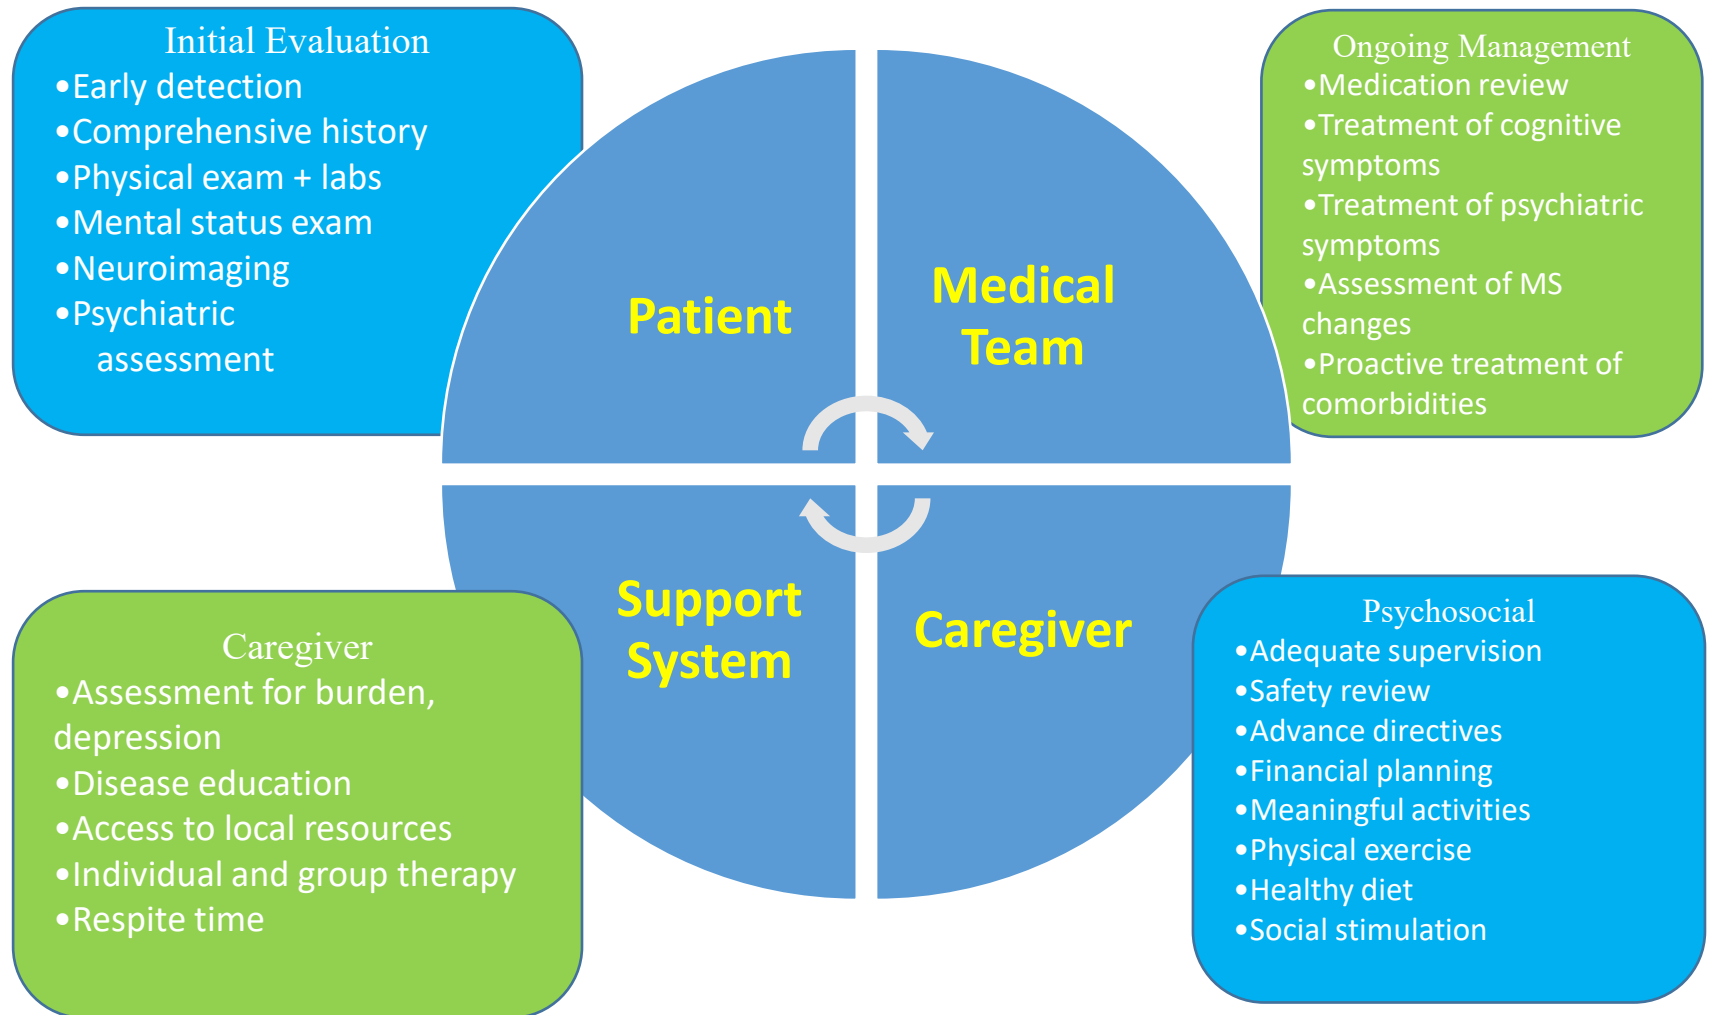 Initial Evaluation
•Early detection
•Comprehensive history
•Physical exam + labs
•Mental status exam
•Neuroimaging
•Psychiatric
assessment
Ongoing Management
•Medication review
•Treatment of cognitive
symptoms
•Treatment of psychiatric
symptoms
•Assessment of MS
changes
•Proactive treatment of
comorbidities
Patient
Medical
Team
Support
System
Caregiver
Caregiver
•Assessment for burden,
depression
•Disease education
•Access to local resources
•Individual and group therapy
•Respite time
Psychosocial
•Adequate supervision
•Safety review
•Advance directives
•Financial planning
•Meaningful activities
•Physical exercise
•Healthy diet
•Social stimulation